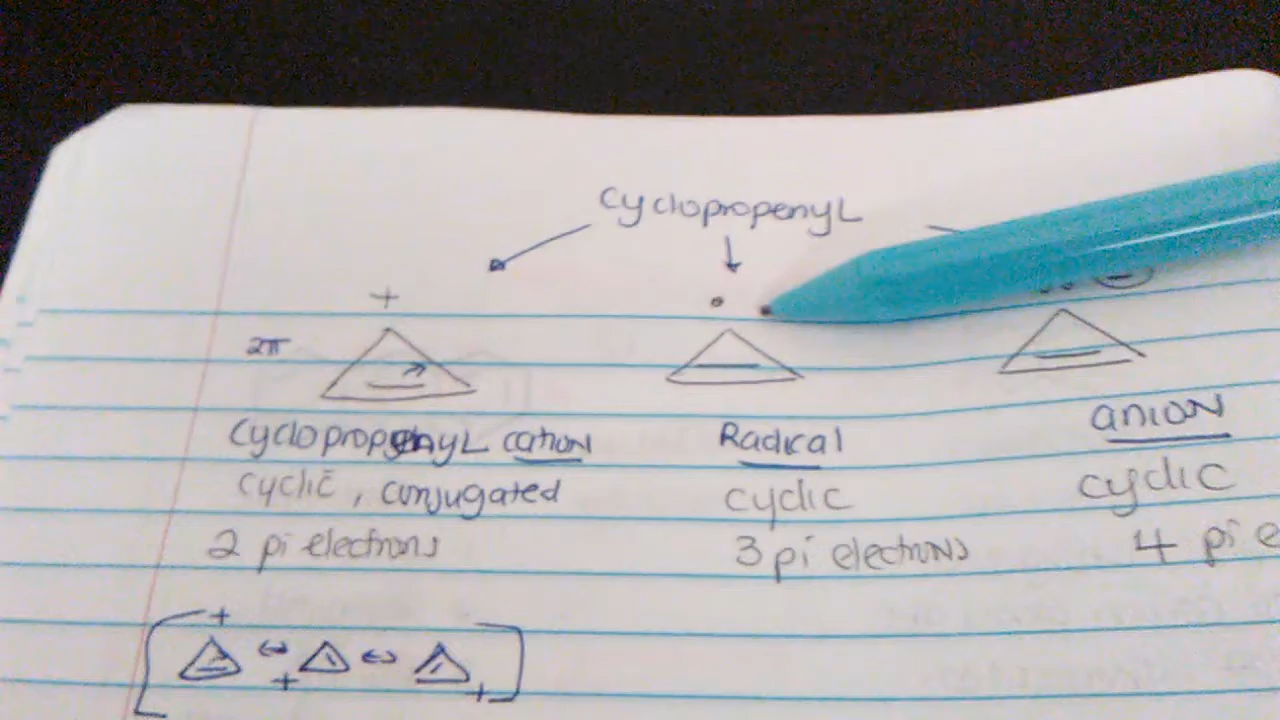 CyclopropenyL
+
2π
CyclopropenyL cation
Radical
anion
cyclic, conjugated
cyclic
cyclic
2 pi electrons
3 pi electrons
4 pi e
+
+
+